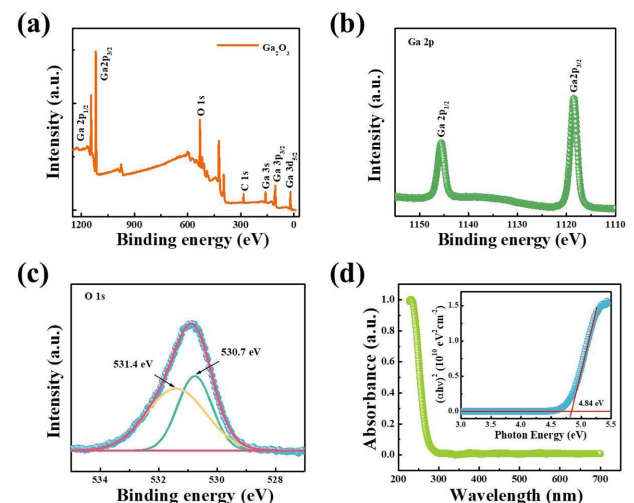 (a)
Ga₂O₃
Ga 2p₁/₂
Ga2p₃/₂
O 1s
C 1s
Ga 3s
Ga 3p₃/₂
Ga 3d₅/₂
Intensity (a.u.)
1200 900 600 300 0
Binding energy (eV)
(b)
Ga 2p
Ga 2p₁/₂
Ga2p₃/₂
Intensity (a.u.)
1150 1140 1130 1120 1110
Binding energy (eV)
(c)
O 1s
531.4 eV
530.7 eV
Intensity (a.u.)
534 532 530 528
Binding energy (eV)
(d)
Absorbance (a.u.)
1.0
0.8
0.6
0.4
0.2
0.0
200 300 400 500 600 700
Wavelength (nm)
(αhν)² (10¹⁰ eV² cm⁻²)
1.5
1.0
0.5
0.0
4.84 eV
3.0 3.5 4.0 4.5 5.0 5.5
Photon Energy (eV)